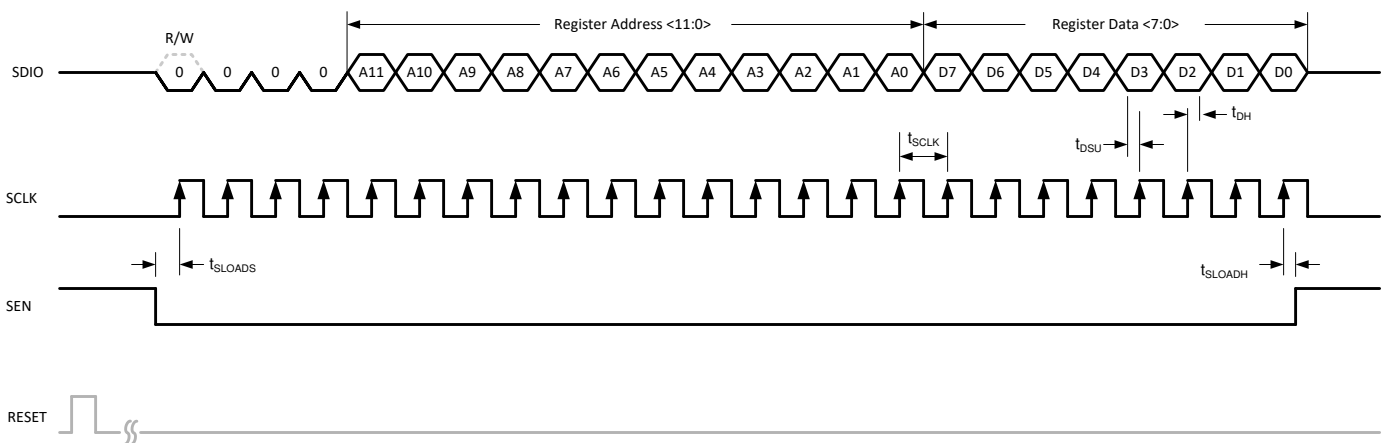 Register Address <11:0> Register Data <7:0>
R/W
SDIO 0 0 0 0 A11 A10 A9 A8 A7 A6 A5 A4 A3 A2 A1 A0 D7 D6 D5 D4 D3 D2 D1 D0
tDH
tSCLK
tDSU
SCLK
tSLOADS tSLOADH
SEN
RESET